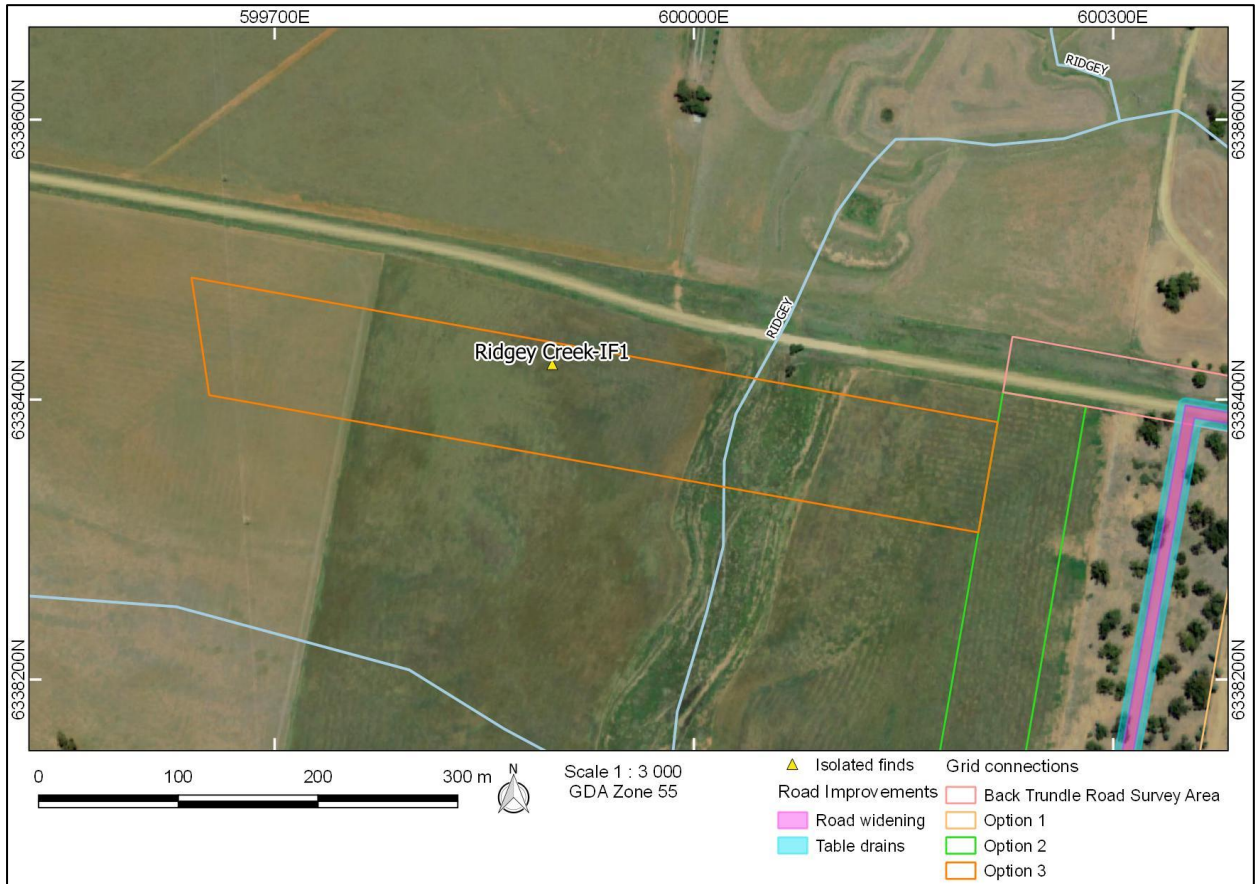 599700E
600000E
600300E
6338600N
6338600N
RIDGEY
RIDGEY
Ridgey Creek-IF1
6338400N
6338400N
6338200N
6338200N
0 100 200 300 m
N
Scale 1 : 3 000
GDA Zone 55
Isolated finds
Road Improvements
Road widening
Table drains
Grid connections
Back Trundle Road Survey Area
Option 1
Option 2
Option 3